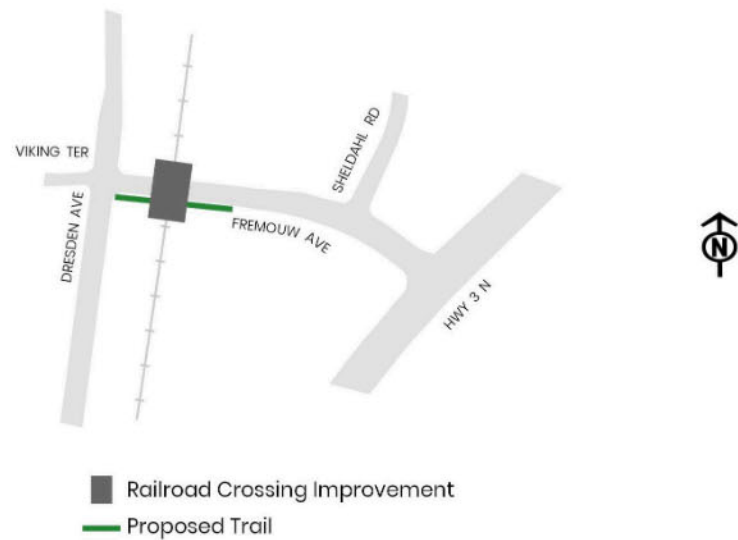 VIKING TER
DRESDEN AVE
SHELDAHL RD
FREMOUW AVE
HWY 3 N
N
Railroad Crossing Improvement
Proposed Trail